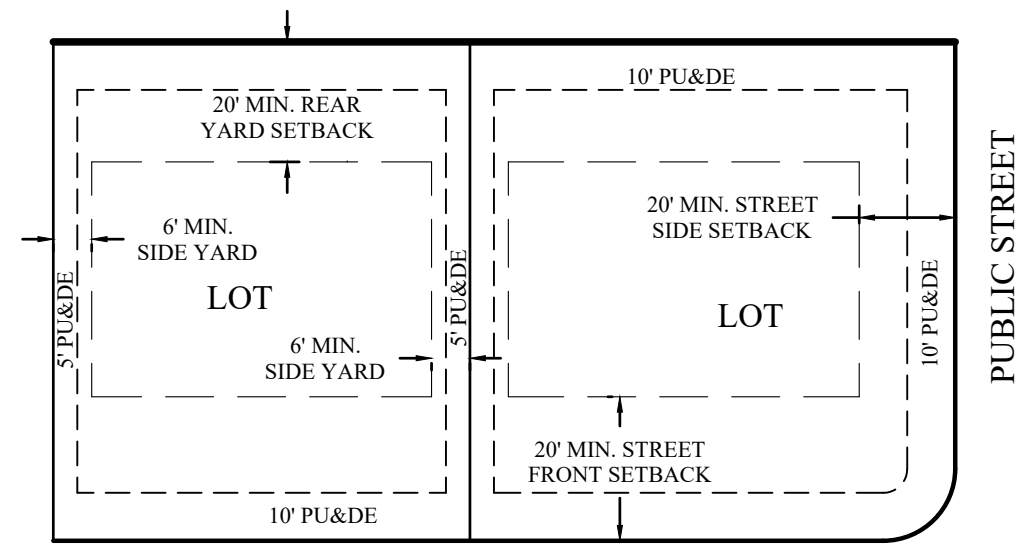 10' PU&DE
20' MIN. REAR
YARD SETBACK
20' MIN. STREET
SIDE SETBACK
6' MIN.
SIDE YARD
PUBLIC STREET
5' PU&DE
LOT
5' PU&DE
LOT
10' PU&DE
6' MIN.
SIDE YARD
20' MIN. STREET
FRONT SETBACK
10' PU&DE